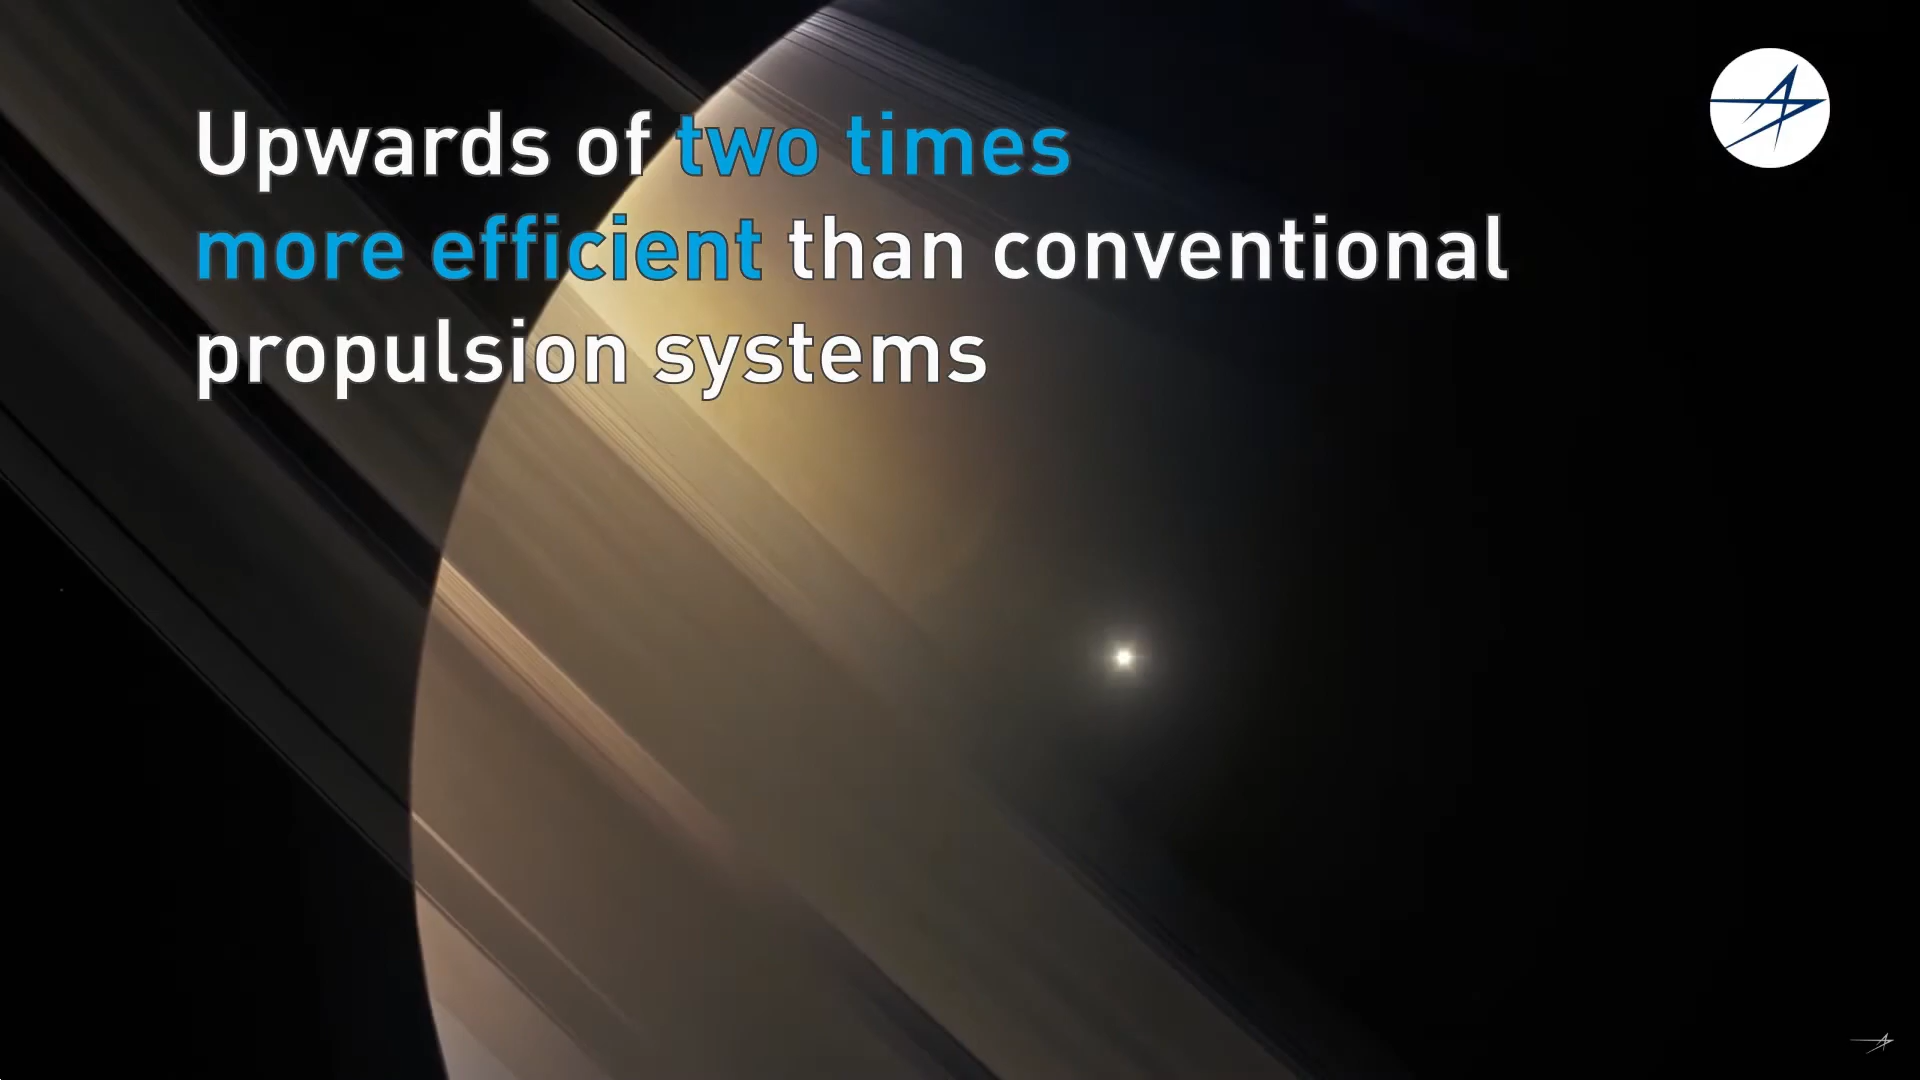 Upwards of two times
more efficient than conventional
propulsion systems